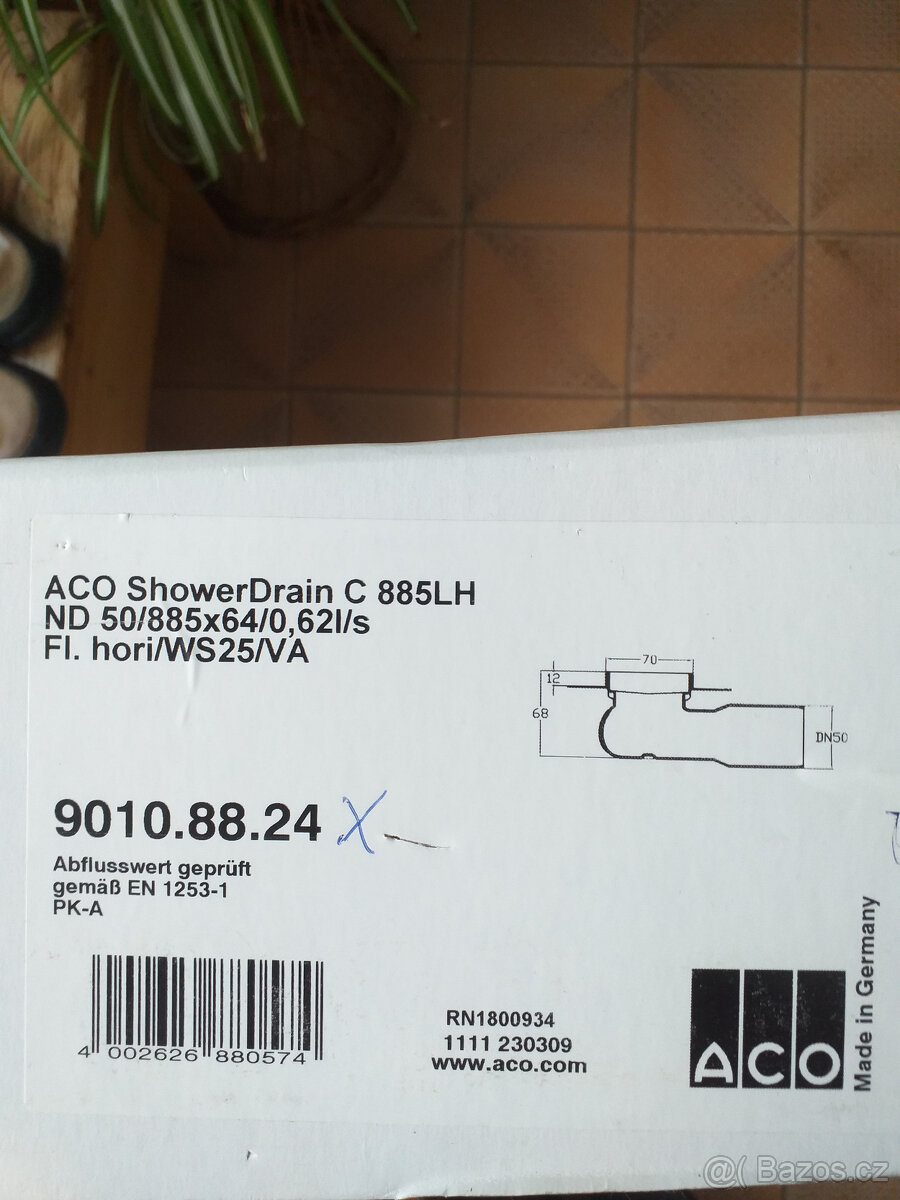 ACO ShowerDrain C 885LH
ND 50/885x64/0,62l/s
Fl. hori/WS25/VA
70
12
68
DN50
9010.88.24 X
Abflusswert geprüft
gemäß EN 1253-1
PK-A
4 002626 880574
RN1800934
1111 230309
www.aco.com
ACO
Made in Germany
@( Bazos.cz